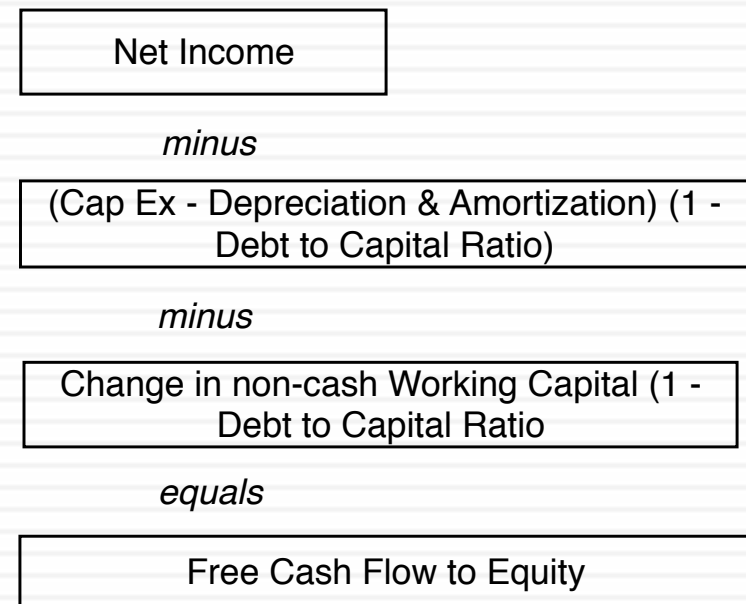 Net Income
minus
(Cap Ex - Depreciation & Amortization) (1 -
Debt to Capital Ratio)
minus
Change in non-cash Working Capital (1 -
Debt to Capital Ratio
equals
Free Cash Flow to Equity